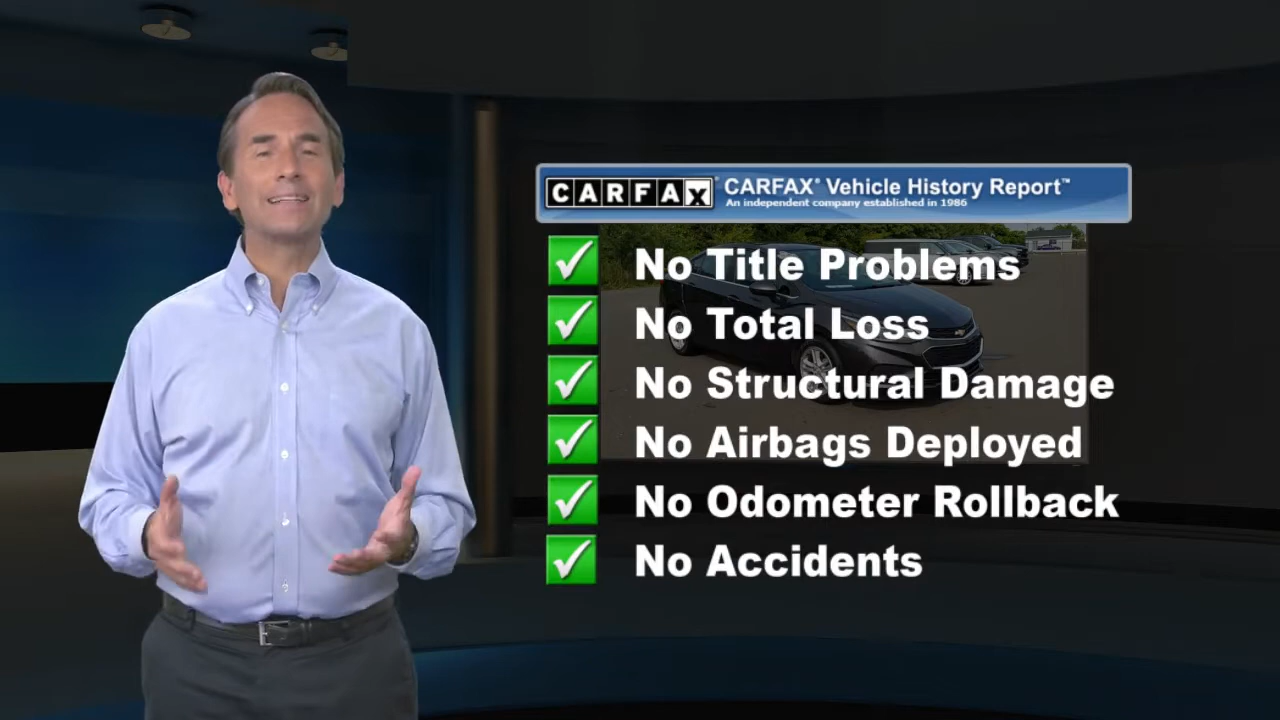 CARFAX® CARFAX® Vehicle History Report™
An independent company established in 1986
No Title Problems
No Total Loss
No Structural Damage
No Airbags Deployed
No Odometer Rollback
No Accidents